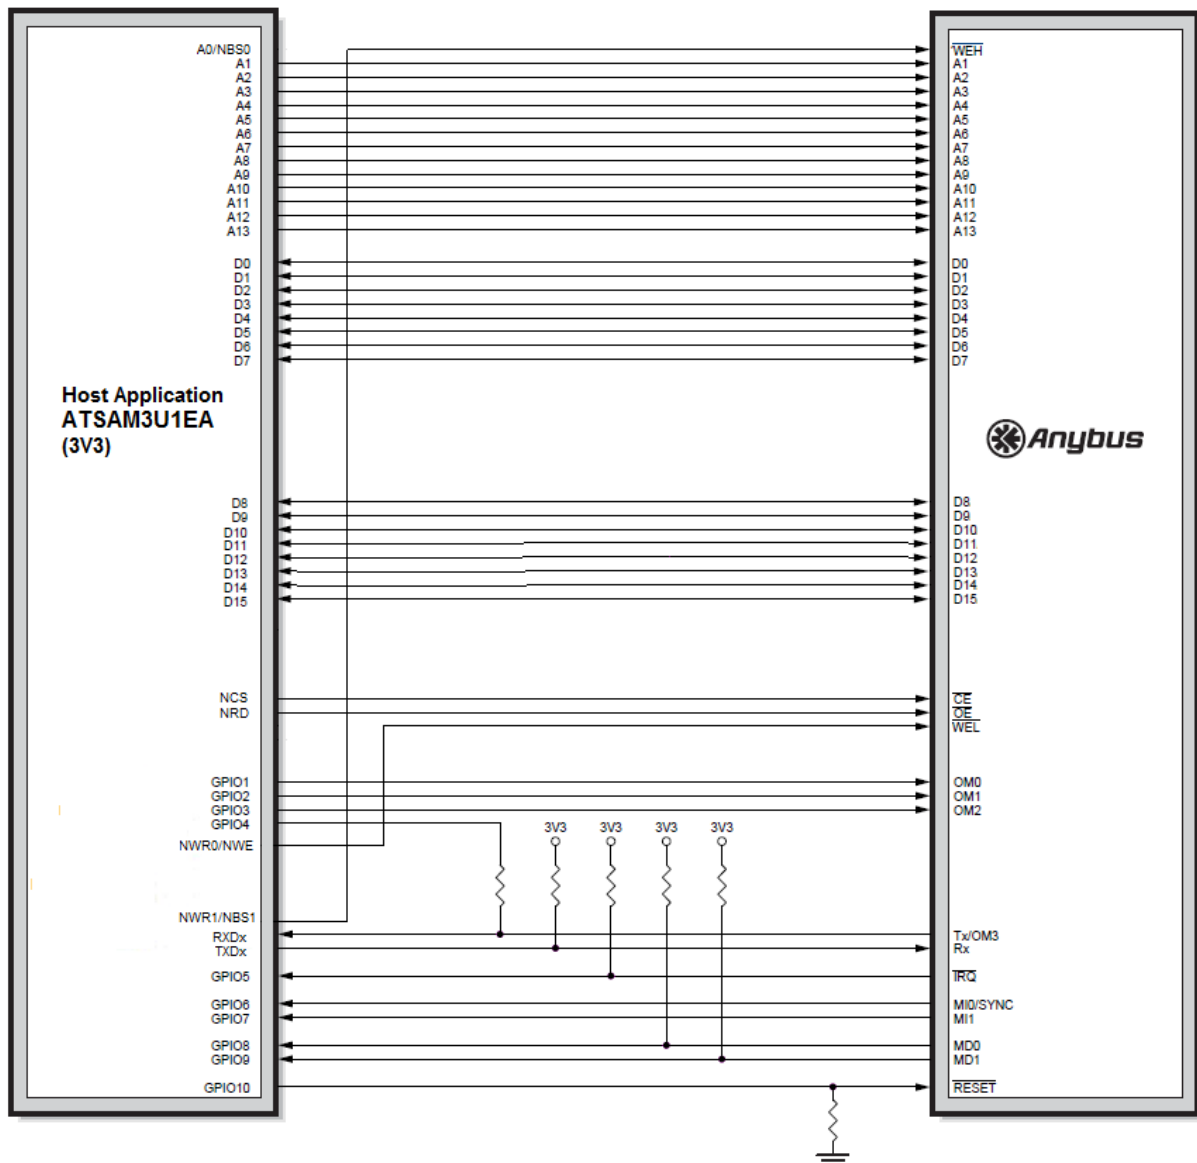 A0/NBS0 WEH
A1 A1
A2 A2
A3 A3
A4 A4
A5 A5
A6 A6
A7 A7
A8 A8
A9 A9
A10 A10
A11 A11
A12 A12
A13 A13
D0 D0
D1 D1
D2 D2
D3 D3
D4 D4
D5 D5
D6 D6
D7 D7
Host Application
ATSAM3U1EA
(3V3)
Anybus
D8 D8
D9 D9
D10 D10
D11 D11
D12 D12
D13 D13
D14 D14
D15 D15
NCS CE
NRD OE
WEL
GPIO1 OM0
GPIO2 OM1
GPIO3 OM2
GPIO4
3V3 3V3 3V3 3V3
NWR0/NWE
NWR1/NBS1
RXDx Tx/OM3
TXDx Rx
GPIO5 IRQ
GPIO6 MI0/SYNC
GPIO7 MI1
GPIO8 MD0
GPIO9 MD1
GPIO10 RESET